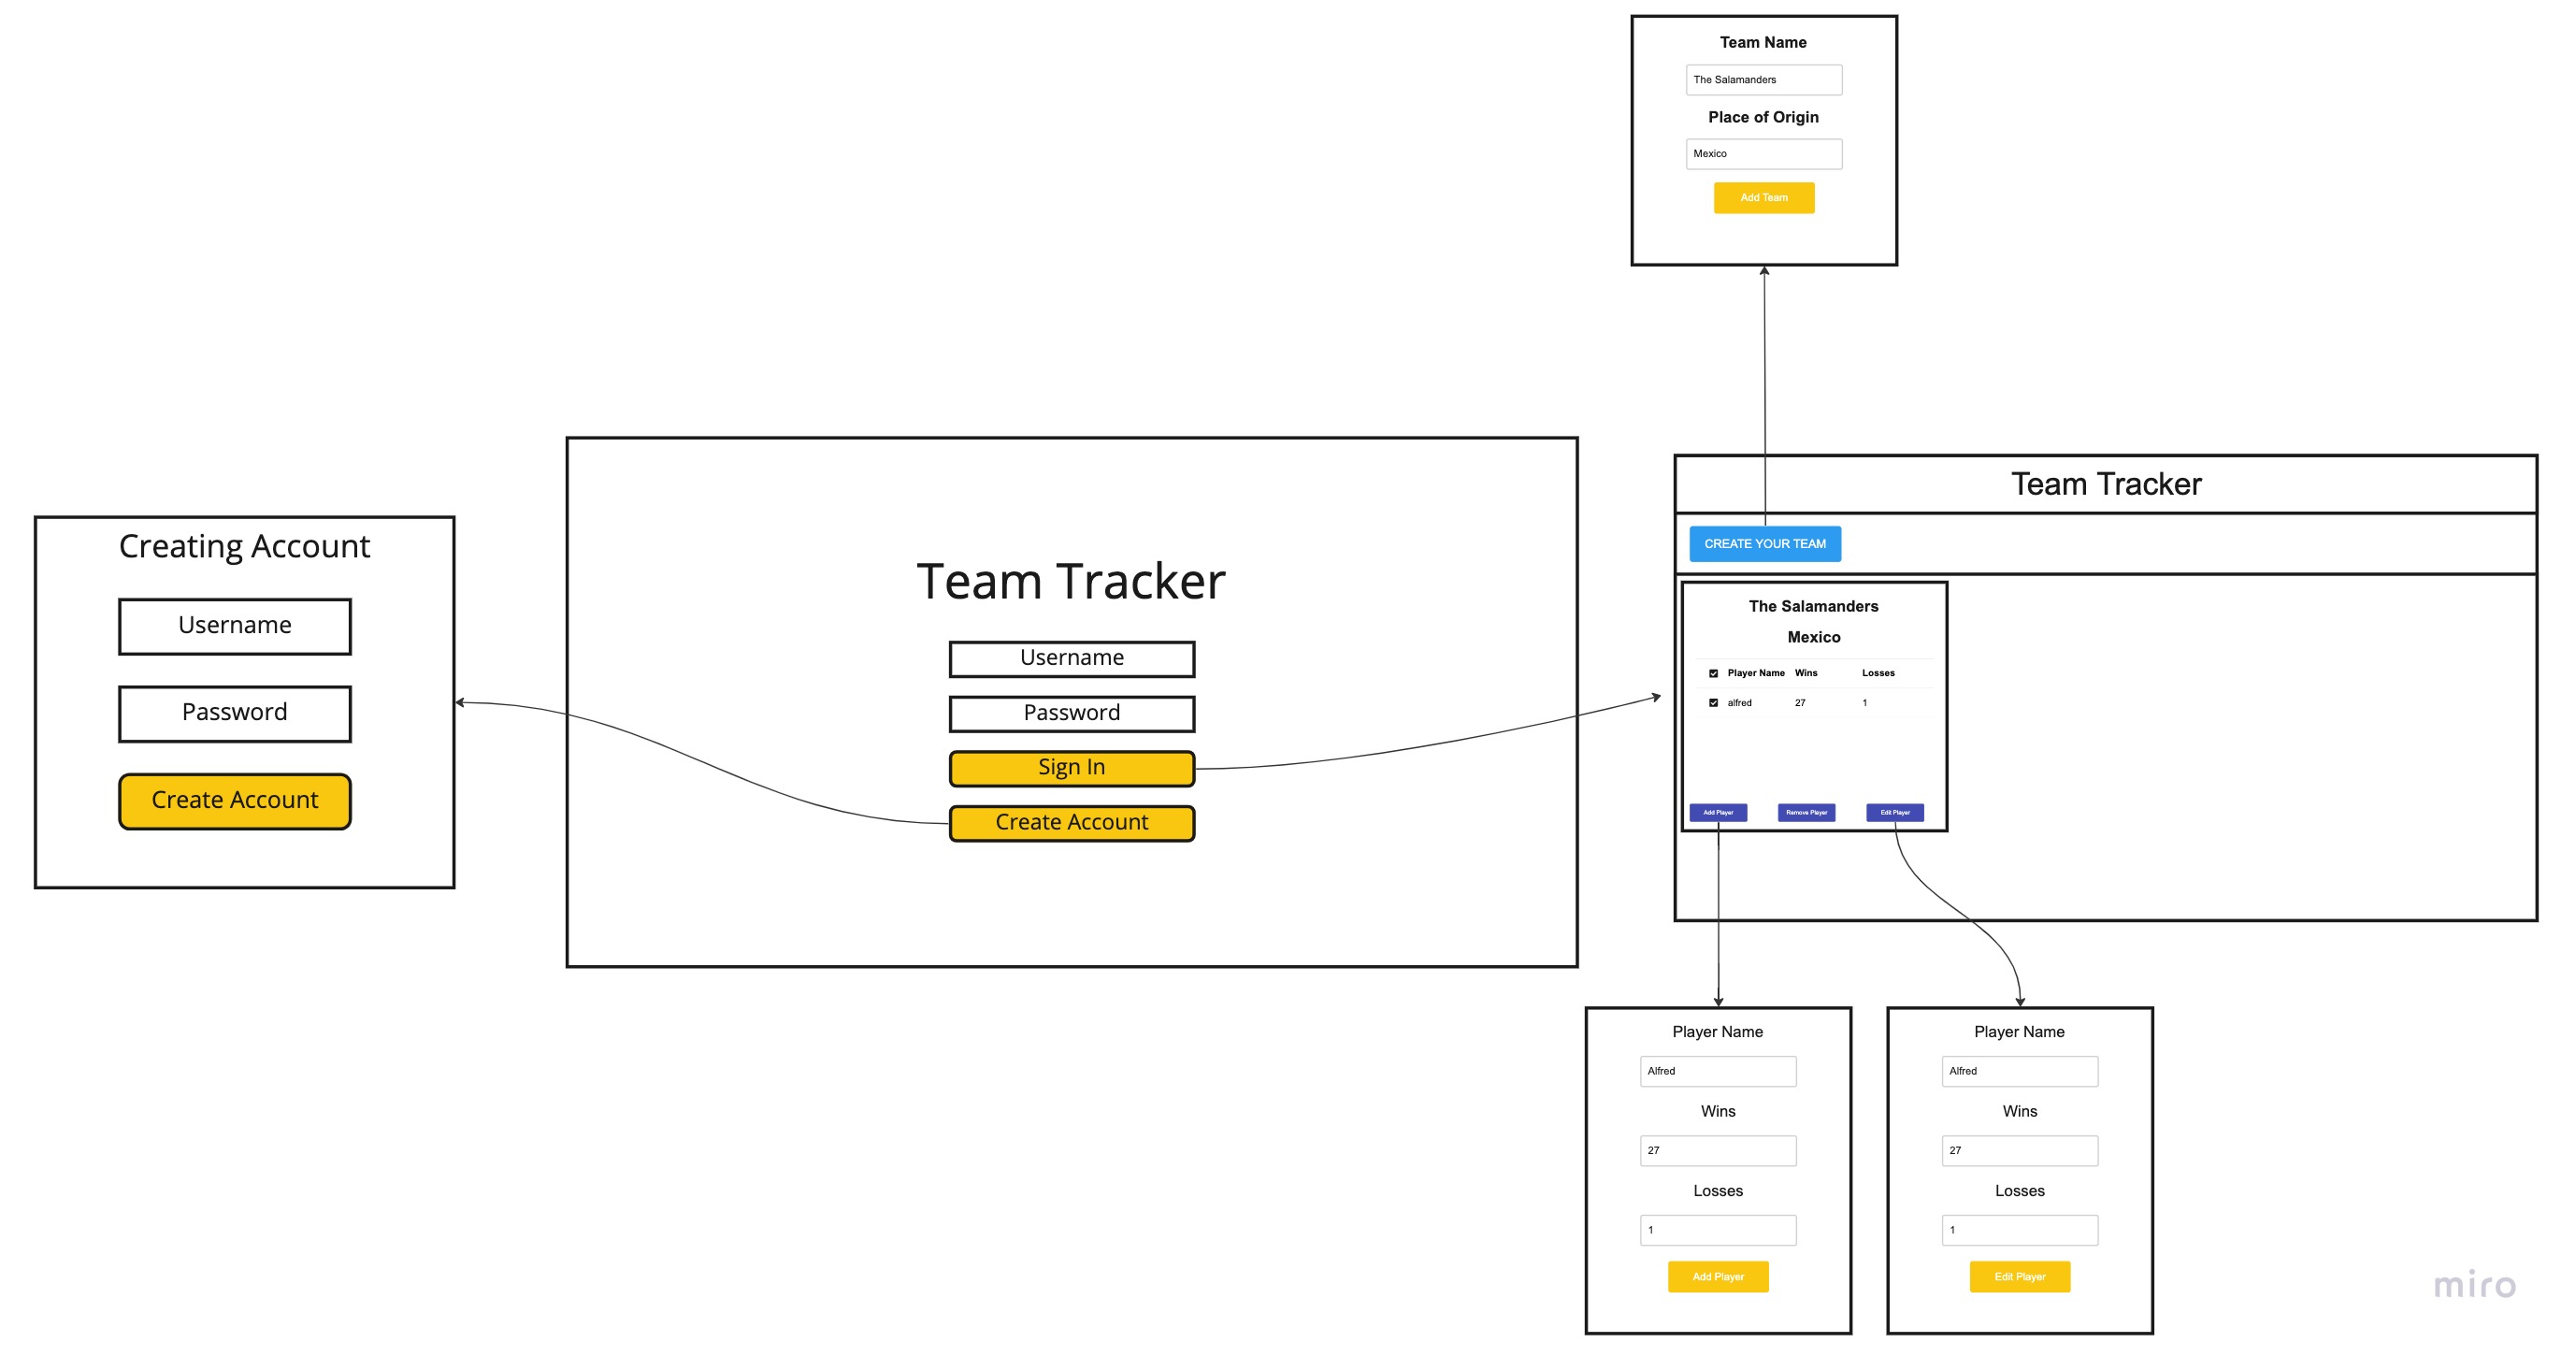 Team Name
The Salamanders
Place of Origin
Mexico
Add Team
Creating Account
Username
Password
Create Account
Team Tracker
Username
Password
Sign In
Create Account
Team Tracker
CREATE YOUR TEAM
The Salamanders
Mexico
Player Name Wins Losses
alfred 27 1
Add Player Remove Player Edit Player
Player Name
Alfred
Wins
27
Losses
1
Add Player
Player Name
Alfred
Wins
27
Losses
1
Edit Player
miro